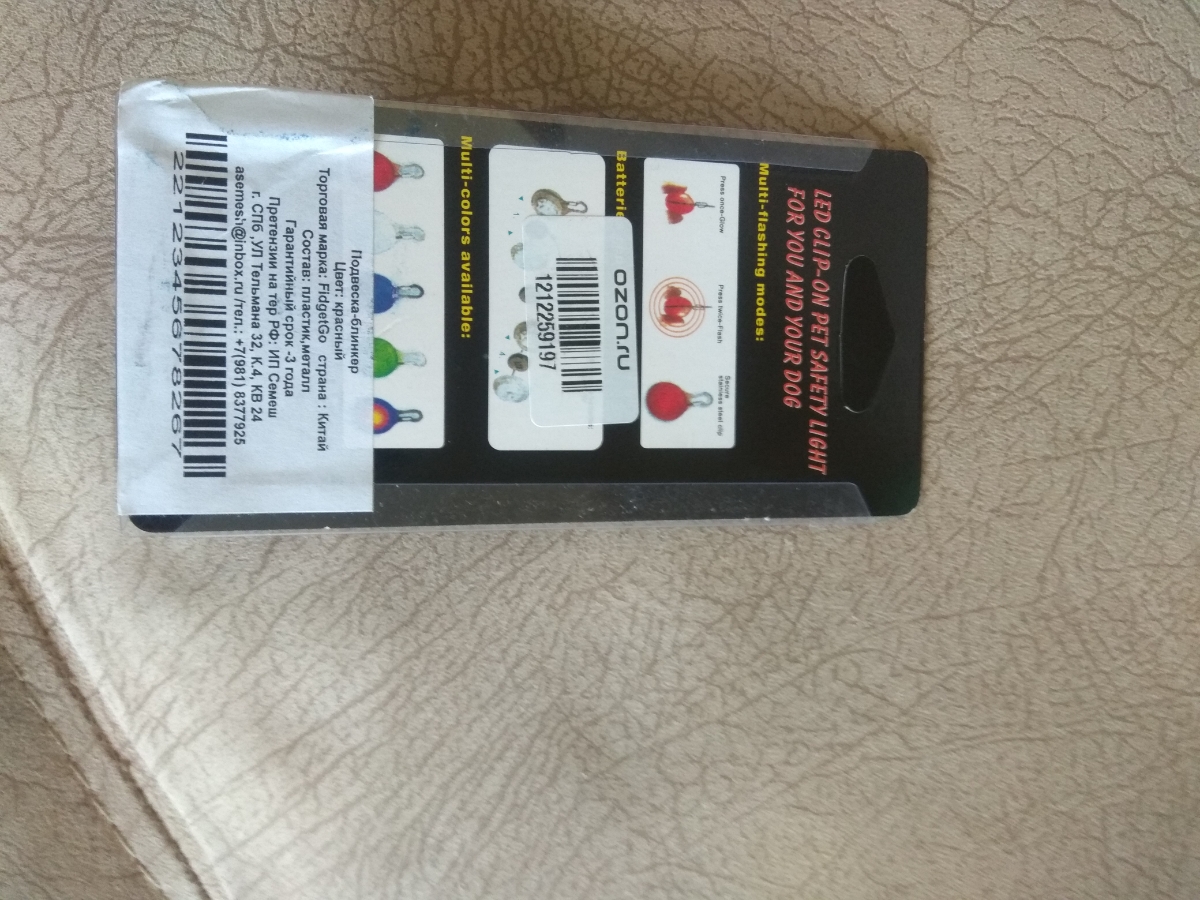 LED CLIP-ON PET SAFETY LIGHT
FOR YOU AND YOUR DOG
Multi-flashing modes:
Press once-Glow
Press twice-Flash
Secure
stainless steel clip
ozon.ru
1212259197
Multi-colors available:
Подвеска-блинкер
Цвет: красный
Торговая марка: FidgetGo страна : Китай
Состав: пластик,металл
Гарантийный срок -3 года
Претензии на тер РФ: ИП Семеш
г. СПб ,УЛ Тельмана 32, К.4, КВ 24
asemesh@inbox.ru /тел.: +7(981) 8377925
2212345678267